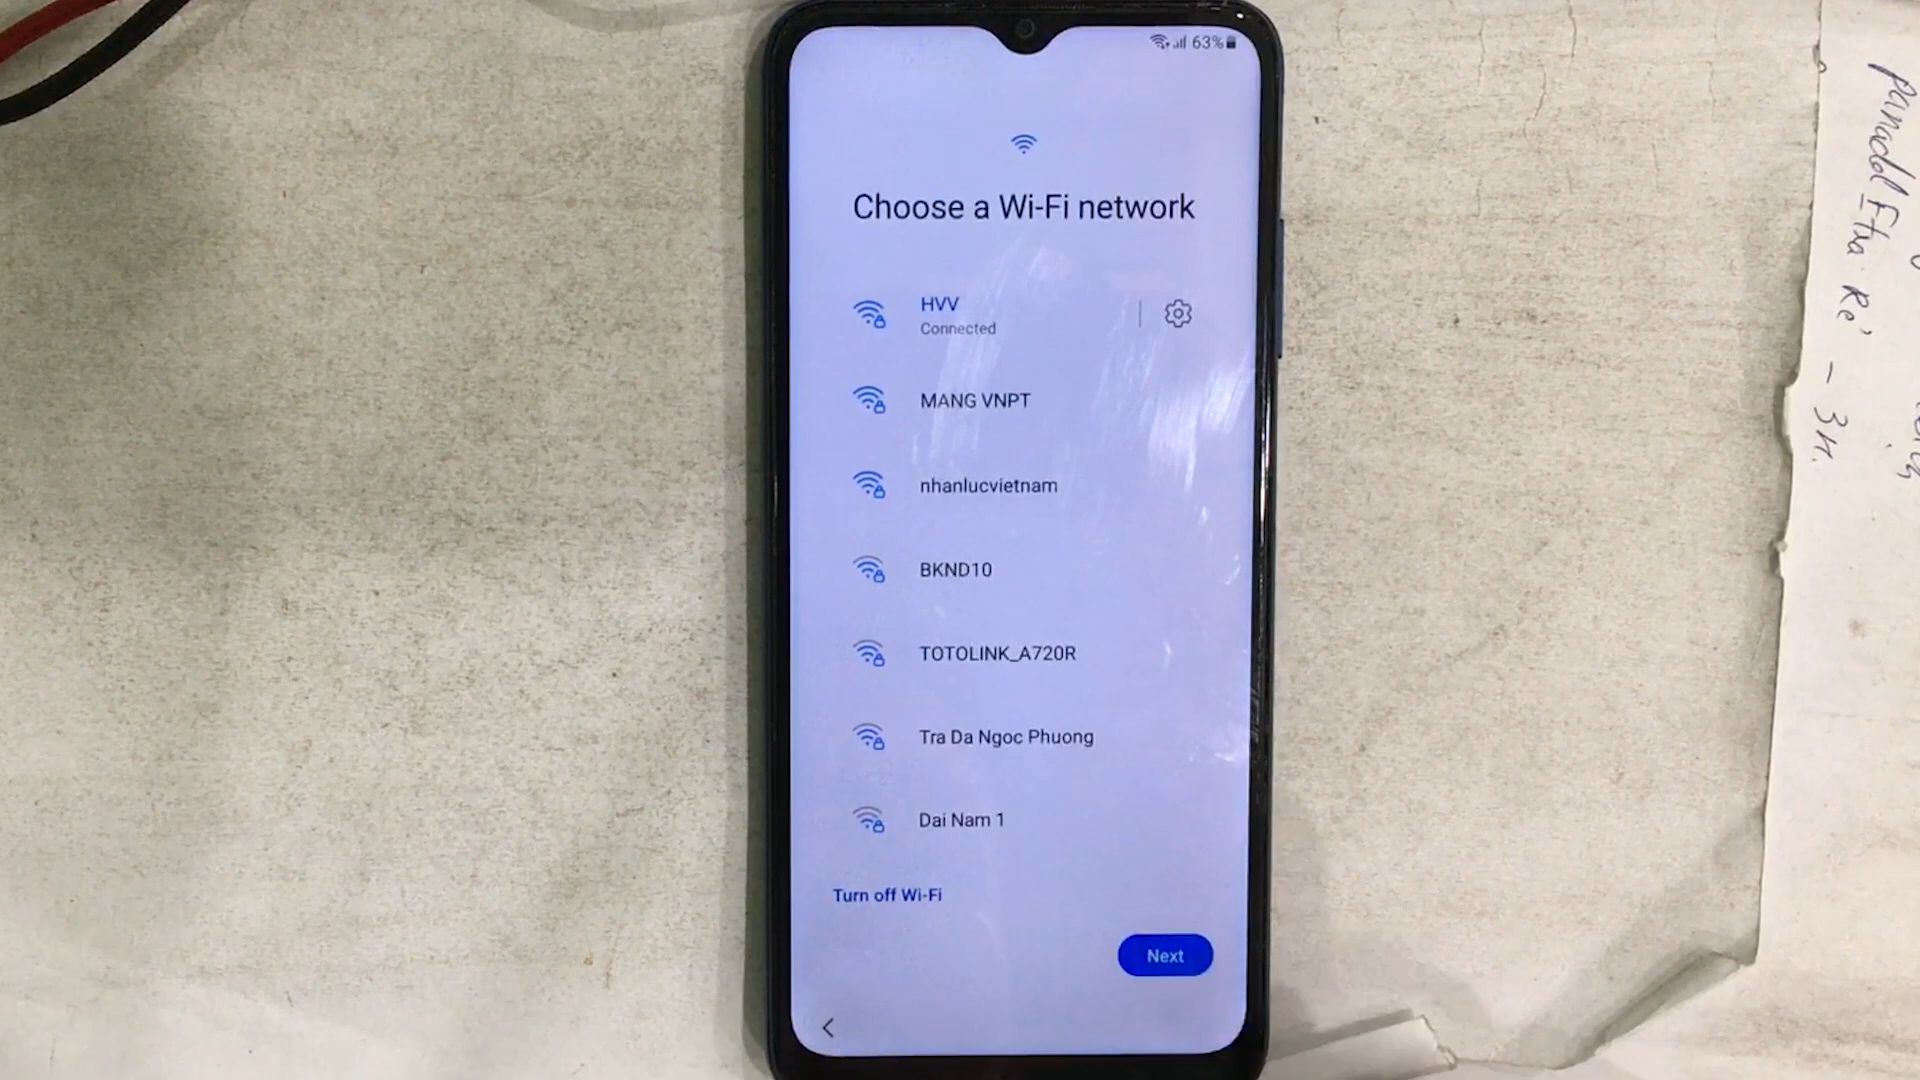 63%
Choose a Wi-Fi network
HVV
Connected
MANG VNPT
nhanlucvietnam
BKND10
TOTOLINK_A720R
Tra Da Ngoc Phuong
Dai Nam 1
Turn off Wi-Fi
Next